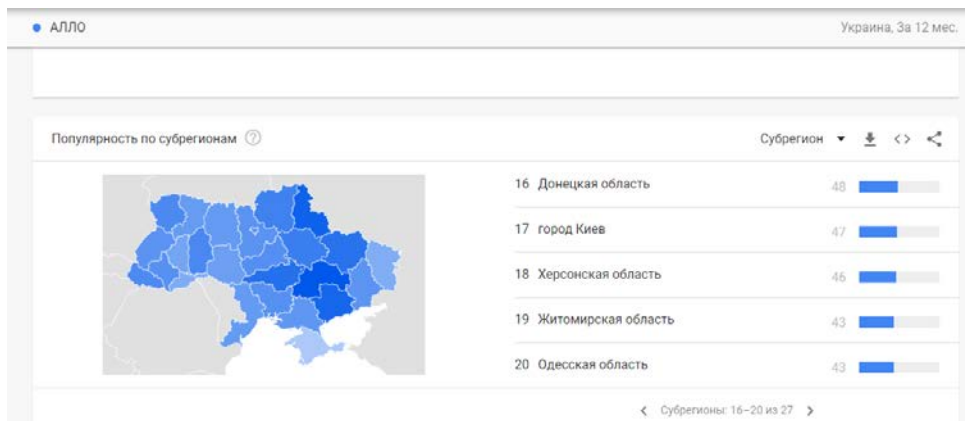 АЛЛО
Украина, За 12 мес.
Популярность по субрегионам
Субрегион
16 Донецкая область 48
17 город Киев 47
18 Херсонская область 46
19 Житомирская область 43
20 Одесская область 43
Субрегионы: 16–20 из 27